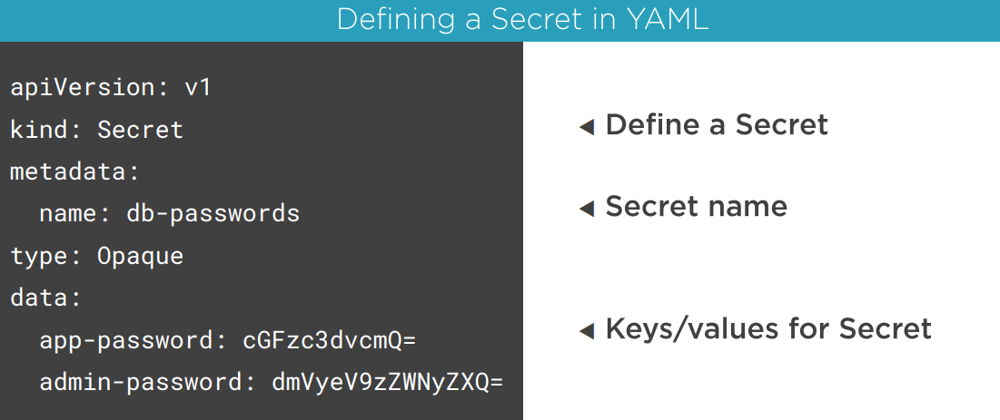 Defining a Secret in YAML
apiVersion: v1
kind: Secret
metadata:
  name: db-passwords
type: Opaque
data:
  app-password: cGFzc3dvcmQ=
  admin-password: dmVyeV9zZWNyZXQ=
◄ Define a Secret
◄ Secret name
◄ Keys/values for Secret